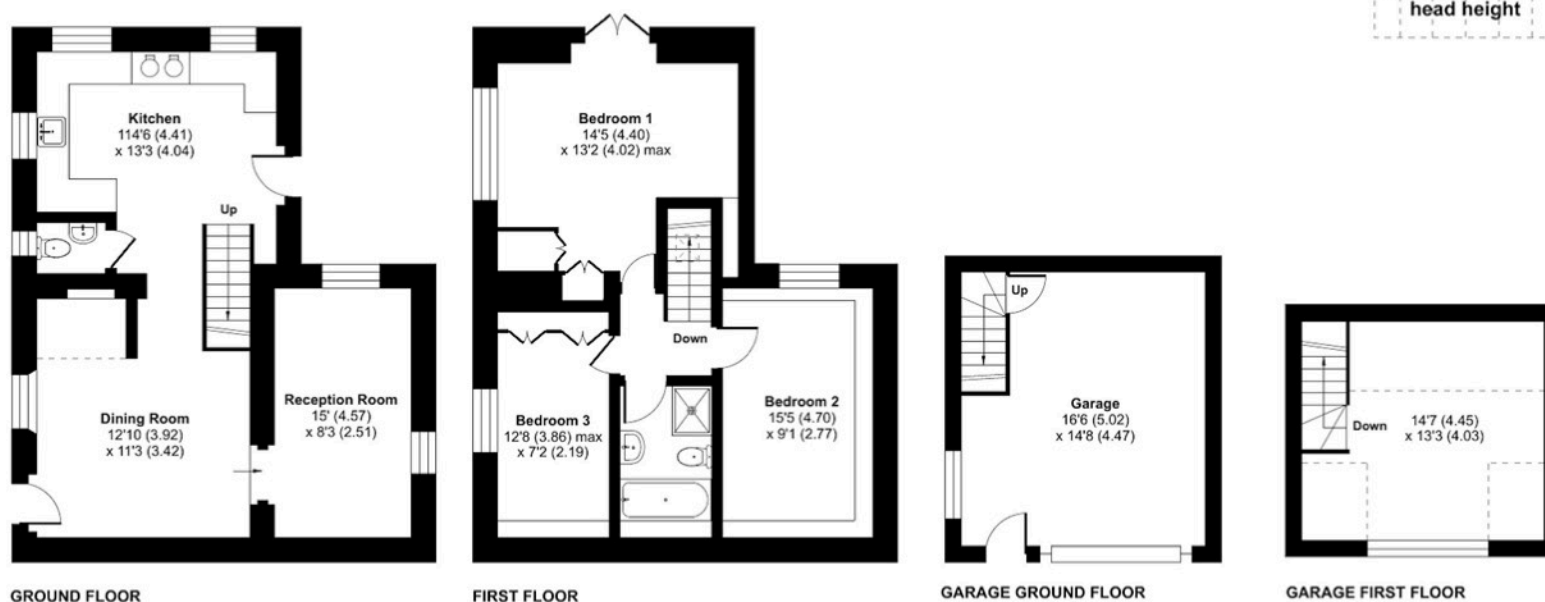 head height
Kitchen
114'6 (4.41)
x 13'3 (4.04)
Up
Dining Room
12'10 (3.92)
x 11'3 (3.42)
Reception Room
15' (4.57)
x 8'3 (2.51)
GROUND FLOOR
Bedroom 1
14'5 (4.40)
x 13'2 (4.02) max
Down
Bedroom 3
12'8 (3.86) max
x 7'2 (2.19)
Bedroom 2
15'5 (4.70)
x 9'1 (2.77)
FIRST FLOOR
Up
Garage
16'6 (5.02)
x 14'8 (4.47)
GARAGE GROUND FLOOR
Down
14'7 (4.45)
x 13'3 (4.03)
GARAGE FIRST FLOOR